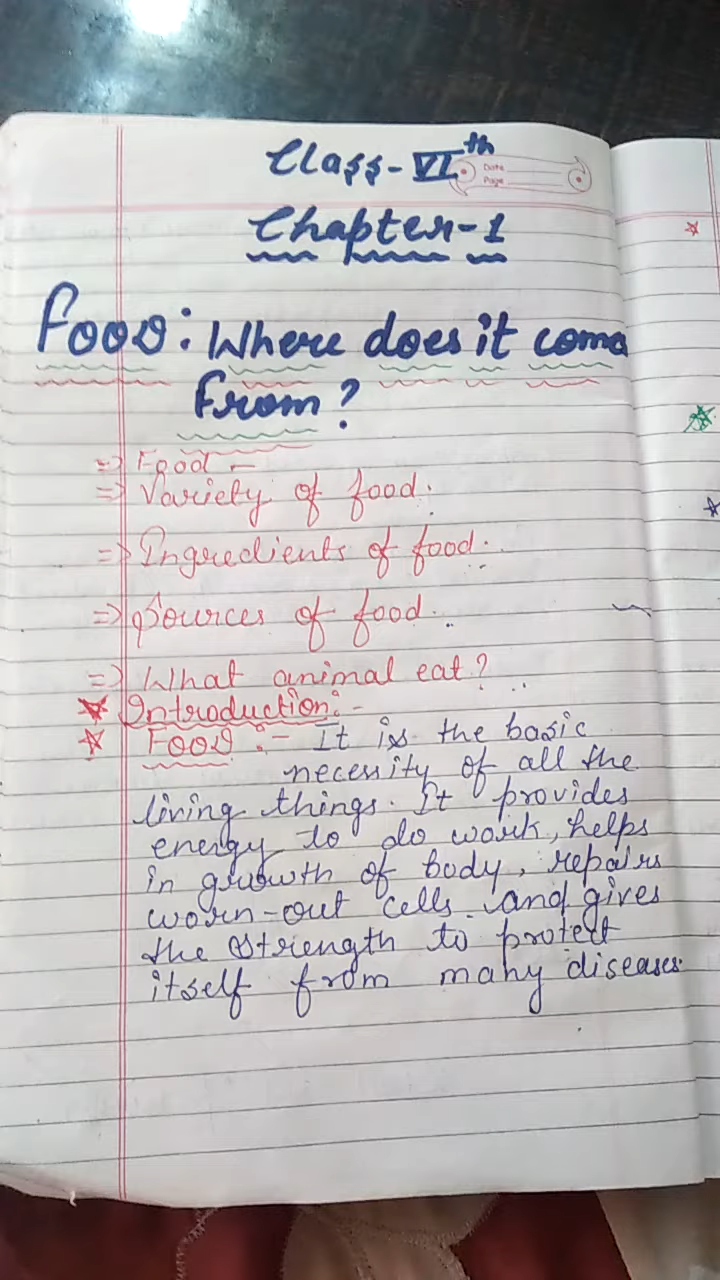 Class-VIth
Date
Page
Chapter-1
Food: Where does it come
From?
=> Food -
=> Variety of food.
=> Ingredients of food.
=> Sources of food.
=> What animal eat?
Introduction:-
Food :- It is the basic
necessity of all the
living things. It provides
energy to do work, helps
in growth of body, repairs
worn-out cells and gives
the strength to protect
itself from many diseases.